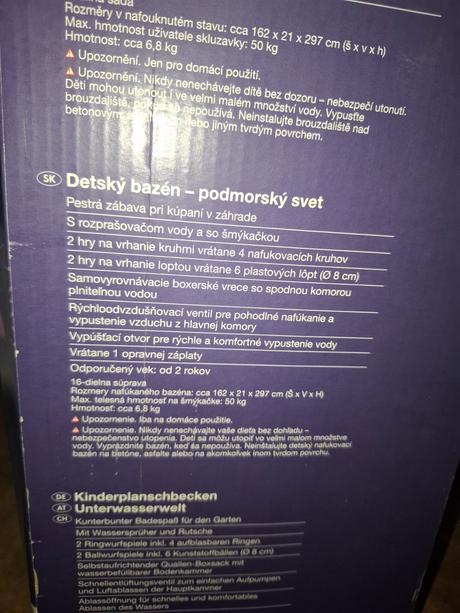 sada
Rozměry v nafouknutém stavu: cca 162 x 21 x 297 cm (š x v x h)
Max. hmotnost uživatele skluzavky: 50 kg
Hmotnost: cca 6,8 kg
Upozornění. Jen pro domácí použití.
Upozornění. Nikdy nenechávejte dítě bez dozoru – nebezpečí utonutí.
Děti mohou utonout i ve velmi malém množství vody. Vypusťte
brouzdaliště, pokud se nepoužívá. Neinstalujte brouzdaliště nad
betonovým, nebo jiným tvrdým povrchem.
SK Detský bazén – podmorský svet
Pestrá zábava pri kúpaní v záhrade
S rozprašovačom vody a so šmýkačkou
2 hry na vrhanie kruhmi vrátane 4 nafukovacích kruhov
2 hry na vrhanie loptou vrátane 6 plastových lôpt (Ø 8 cm)
Samovyrovnávacie boxerské vrece so spodnou komorou
plniteľnou vodou
Rýchloodvzdušňovací ventil pre pohodlné nafúkanie a
vypustenie vzduchu z hlavnej komory
Vypúšťací otvor pre rýchle a komfortné vypustenie vody
Vrátane 1 opravnej záplaty
Odporučený vek: od 2 rokov
16-dielna súprava
Rozmery nafúkaného bazéna: cca 162 x 21 x 297 cm (Š x V x H)
Max. telesná hmotnosť na šmýkačke: 50 kg
Hmotnosť: cca 6,8 kg
Upozornenie. Iba na domáce použitie.
Upozornenie. Nikdy nenechávajte vaše dieťa bez dohľadu –
nebezpečenstvo utopenia. Deti sa môžu utopiť vo veľmi malom množstve
vody. Vyprázdnite bazén, keď sa nepoužíva. Neinštalujte detský nafukovací
bazén na betóne, asfalte alebo na akomkoľvek inom tvrdom povrchu.
DE Kinderplanschbecken
AT Unterwasserwelt
CH Kunterbunter Badespaß für den Garten
Mit Wassersprüher und Rutsche
2 Ringwurfspiele inkl. 4 aufblasbaren Ringen
2 Ballwurfspiele inkl. 6 Kunststoffbällen (Ø 8 cm)
Selbstaufrichtender Quallen-Boxsack mit
wasserbefüllbarer Bodenkammer
Schnellentlüftungsventil zum einfachen Aufpumpen
und Luftablassen der Hauptkammer
Ablassöffnung für schnelles und komfortables
Ablassen des Wassers